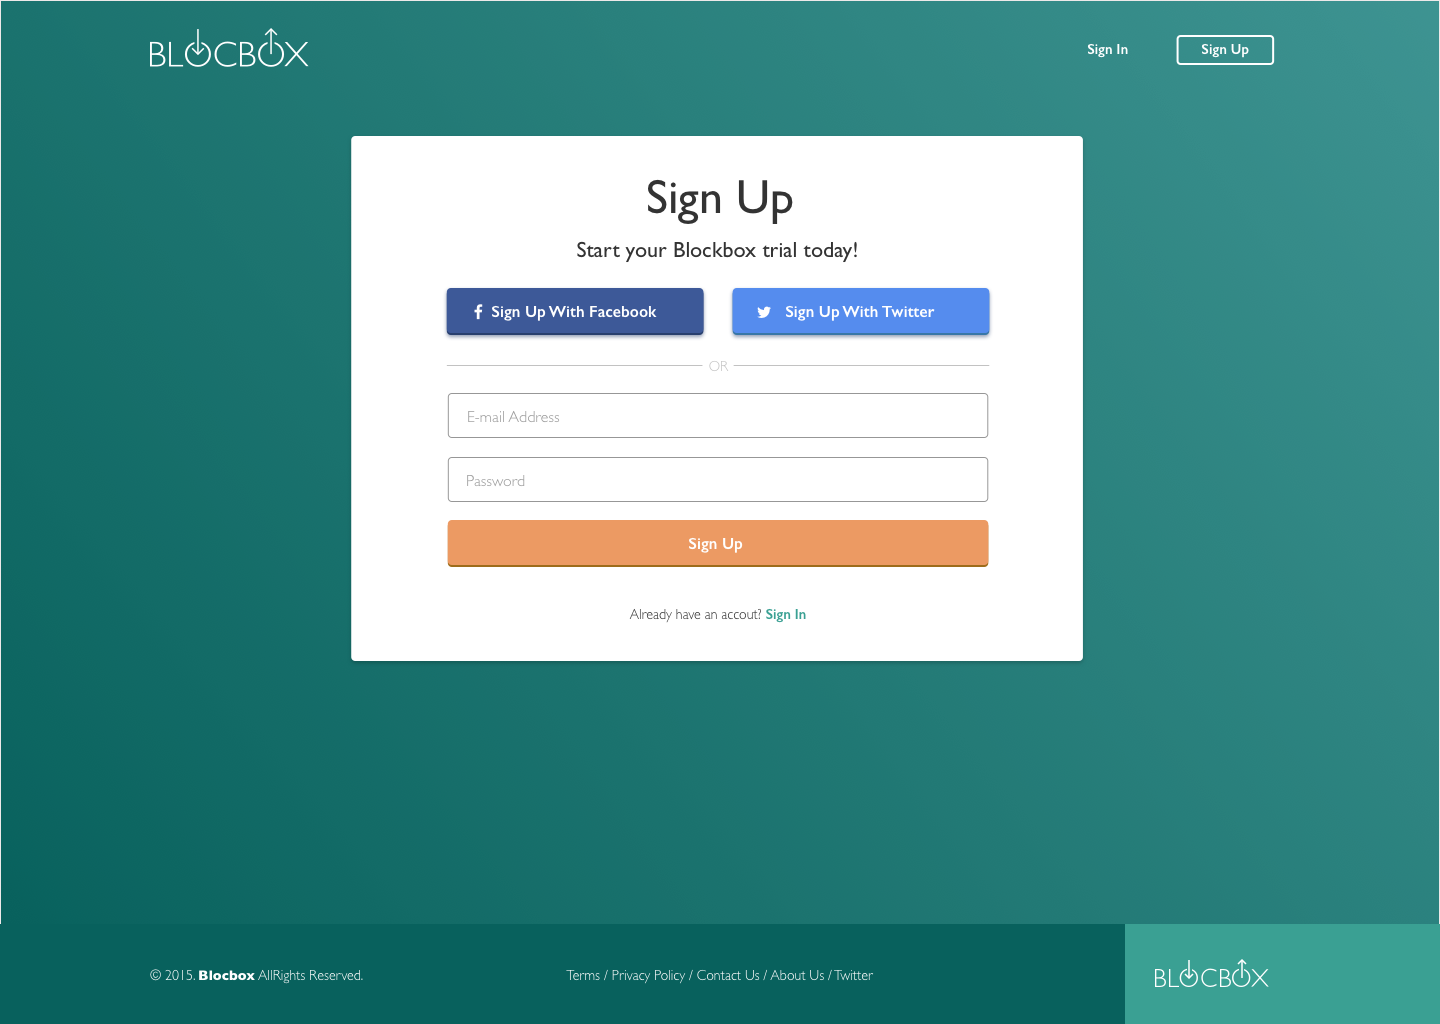 BLOCBOX
Sign In
Sign Up
Sign Up
Start your Blockbox trial today!
Sign Up With Facebook
Sign Up With Twitter
OR
E-mail Address
Password
Sign Up
Already have an accout? Sign In
© 2015. Blocbox AllRights Reserved.
Terms / Privacy Policy / Contact Us / About Us / Twitter
BLOCBOX